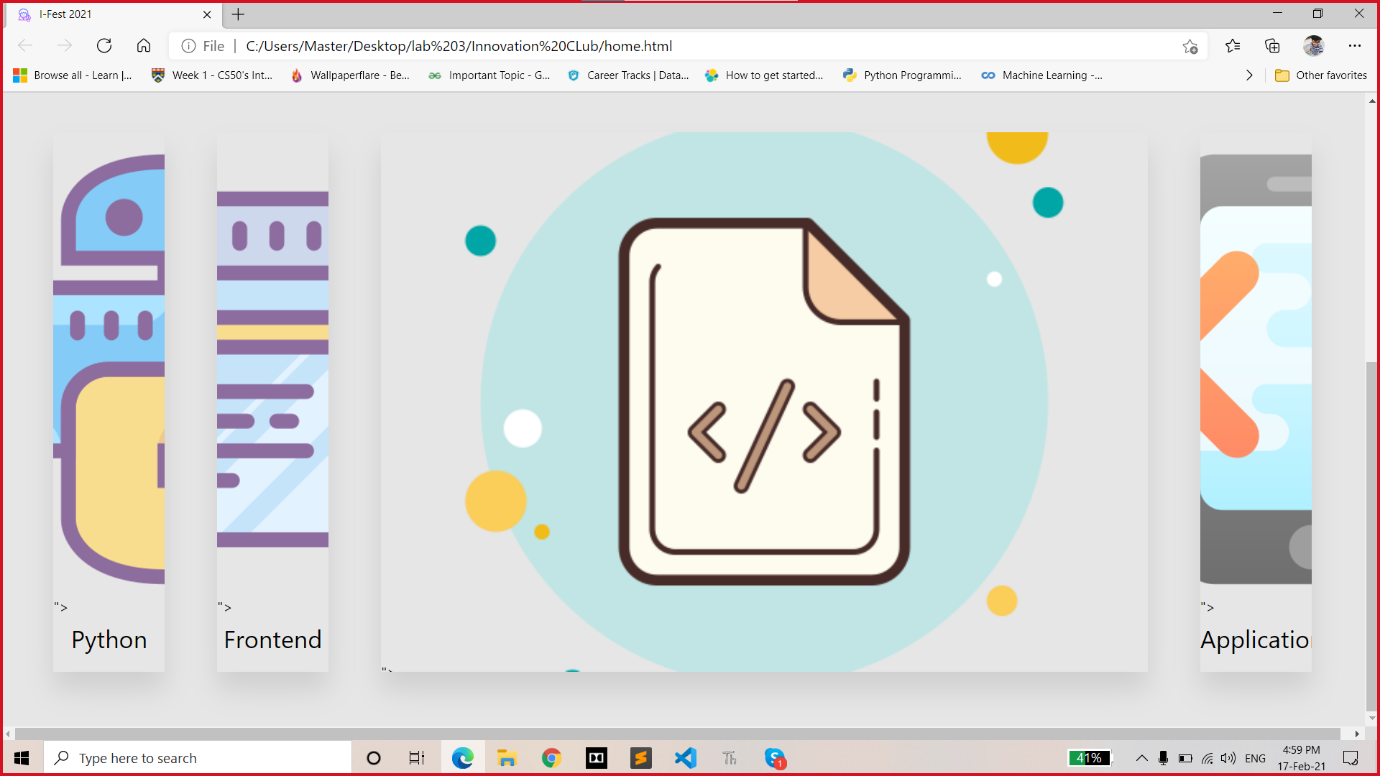 I-Fest 2021
File | C:/Users/Master/Desktop/lab%203/Innovation%20CLub/home.html
Browse all - Learn |... Week 1 - CS50's Int... Wallpaperflare - Be... Important Topic - G... Career Tracks | Data... How to get started... Python Programmi... Machine Learning -... Other favorites
</>
">
">
">
Python
Frontend
Applicatio
">
Type here to search
Th
1
41%
ENG
4:59 PM
17-Feb-21